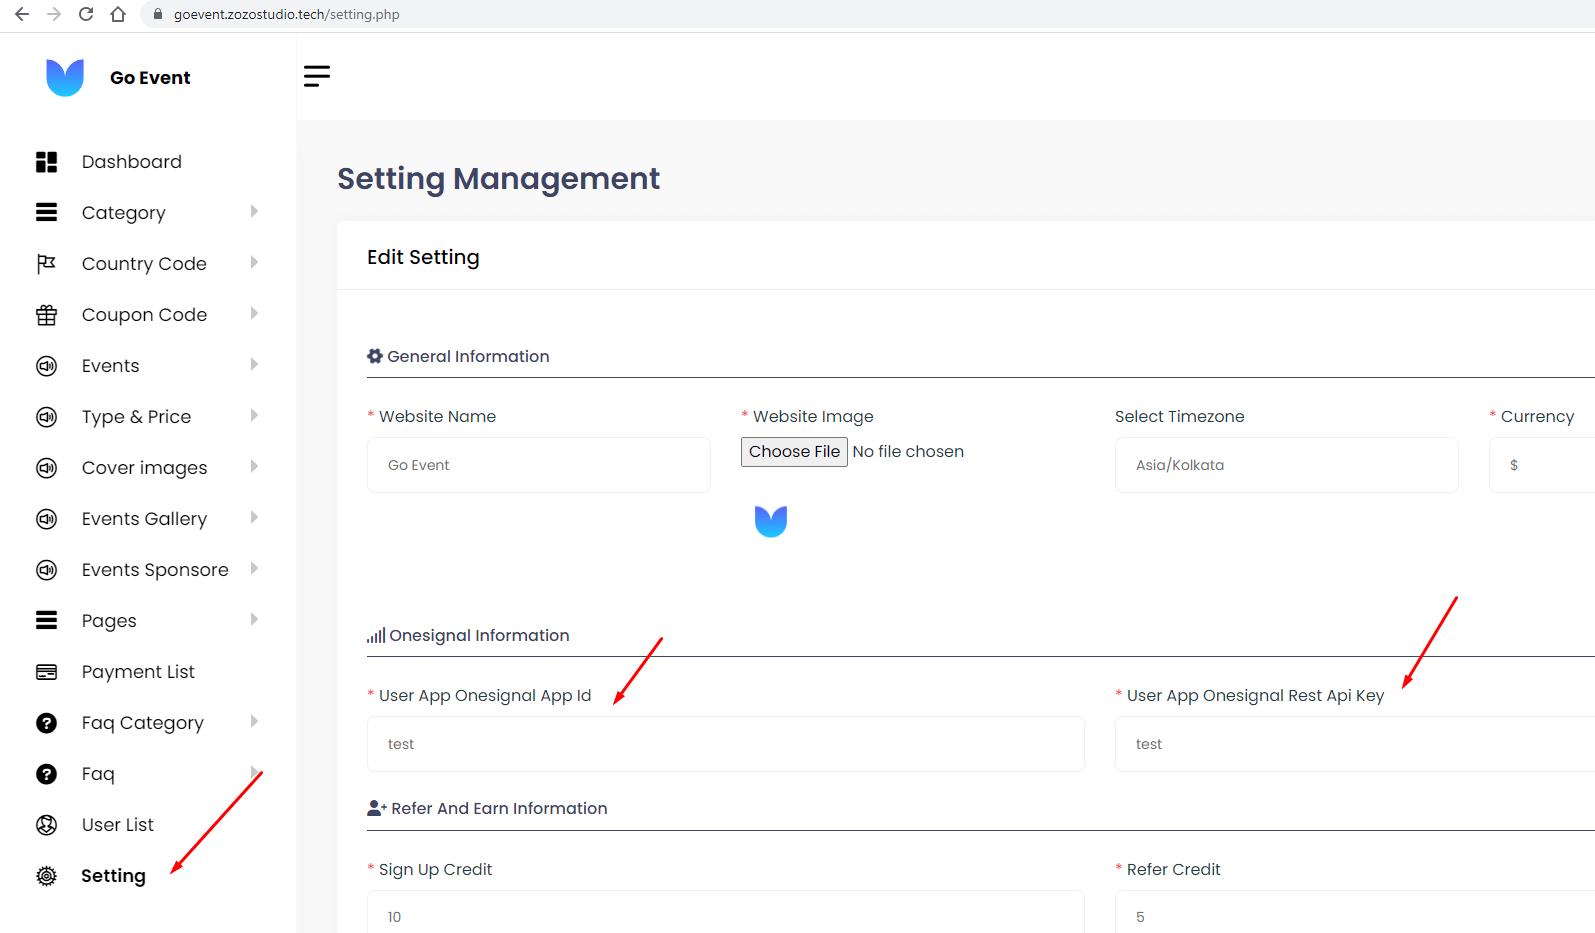 goevent.zozostudio.tech/setting.php
Go Event
Dashboard
Category
Country Code
Coupon Code
Events
Type & Price
Cover images
Events Gallery
Events Sponsore
Pages
Payment List
Faq Category
Faq
User List
Setting
Setting Management
Edit Setting
General Information
* Website Name
Go Event
* Website Image
Choose File No file chosen
Select Timezone
Asia/Kolkata
* Currency
$
Onesignal Information
* User App Onesignal App Id
test
* User App Onesignal Rest Api Key
test
Refer And Earn Information
* Sign Up Credit
10
* Refer Credit
5